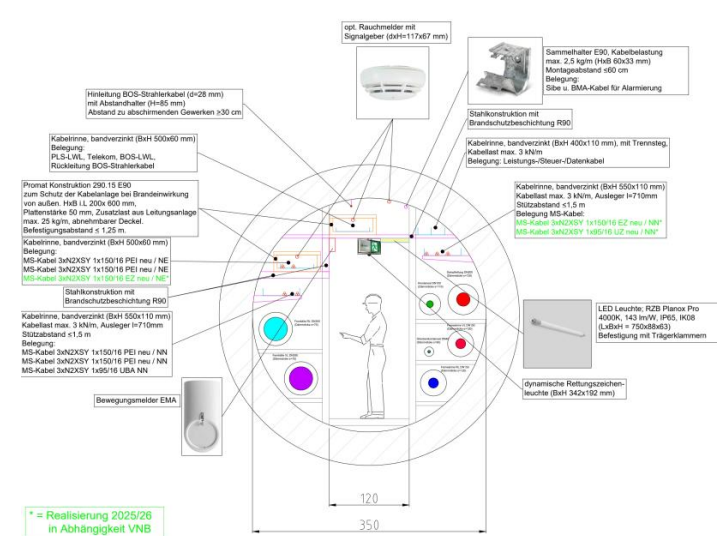 opt. Rauchmelder mit
Signalgeber (dxH=117x67 mm)
Sammelhalter E90, Kabelbelastung
max. 2,5 kg/m (HxB 60x33 mm)
Montageabstand ≤60 cm
Belegung:
Sibe u. BMA-Kabel für Alarmierung
Hinleitung BOS-Strahlerkabel (d=28 mm)
mit Abstandhalter (H=85 mm)
Abstand zu abschirmenden Gewerken ≥30 cm
Stahlkonstruktion mit
Brandschutzbeschichtung R90
Kabelrinne, bandverzinkt (BxH 500x60 mm)
Belegung:
PLS-LWL, Telekom, BOS-LWL,
Rückleitung BOS-Strahlerkabel
Kabelrinne, bandverzinkt (BxH 400x110 mm), mit Trennsteg,
Kabellast max. 3 kN/m
Belegung: Leistungs-/Steuer-/Datenkabel
Promat Konstruktion 290.15 E90
zum Schutz der Kabelanlage bei Brandeinwirkung
von außen. HxB i.L 200x 600 mm,
Plattenstärke 50 mm, Zusatzlast aus Leitungsanlage
max. 25 kg/m, abnehmbarer Deckel.
Befestigungsabstand ≤ 1,25 m.
Kabelrinne, bandverzinkt (BxH 550x110 mm)
Kabellast max. 3 kN/m, Ausleger l=710mm
Stützabstand ≤1,5 m
Belegung MS-Kabel:
MS-Kabel 3xN2XSY 1x150/16 EZ neu / NN*
MS-Kabel 3xN2XSY 1x95/16 UZ neu / NN*
Kabelrinne, bandverzinkt (BxH 500x60 mm)
Belegung:
MS-Kabel 3xN2XSY 1x150/16 PEI neu / NE
MS-Kabel 3xN2XSY 1x150/16 PEI neu / NE
MS-Kabel 3xN2XSY 1x150/16 EZ neu / NE*
Stahlkonstruktion mit
Brandschutzbeschichtung R90
Kabelrinne, bandverzinkt (BxH 550x110 mm)
Kabellast max. 3 kN/m, Ausleger l=710mm
Stützabstand ≤1,5 m
Belegung:
MS-Kabel 3xN2XSY 1x150/16 PEI neu / NN
MS-Kabel 3xN2XSY 1x150/16 PEI neu / NN
MS-Kabel 3xN2XSY 1x95/16 UBA NN
LED Leuchte; RZB Planox Pro
4000K, 143 lm/W, IP65, IK08
(LxBxH = 750x88x63)
Befestigung mit Trägerklammern
dynamische Rettungszeichen-
leuchte (BxH 342x192 mm)
Bewegungsmelder EMA
120
350
* = Realisierung 2025/26
in Abhängigkeit VNB